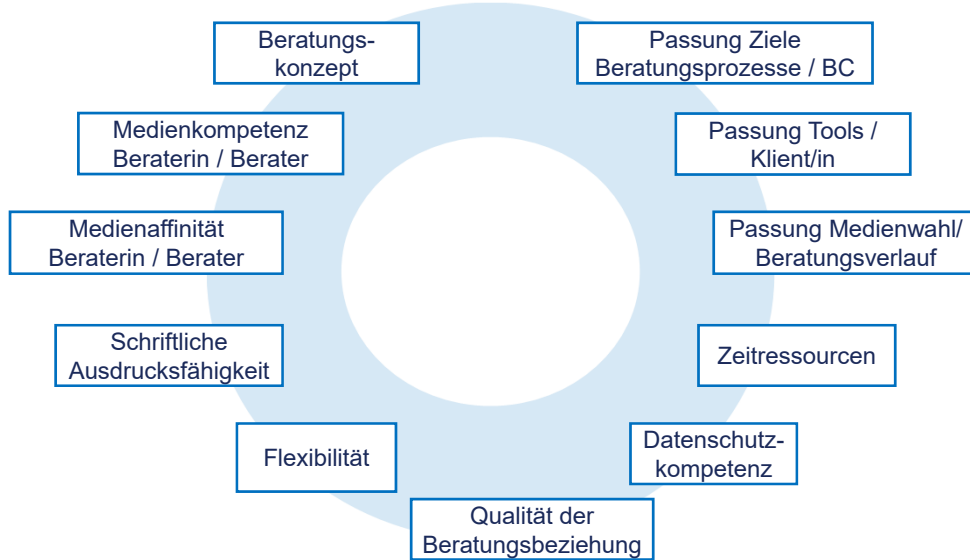 Beratungs-
konzept
Passung Ziele
Beratungsprozesse / BC
Medienkompetenz
Beraterin / Berater
Passung Tools /
Klient/in
Medienaffinität
Beraterin / Berater
Passung Medienwahl/
Beratungsverlauf
Schriftliche
Ausdrucksfähigkeit
Zeitressourcen
Flexibilität
Datenschutz-
kompetenz
Qualität der
Beratungsbeziehung